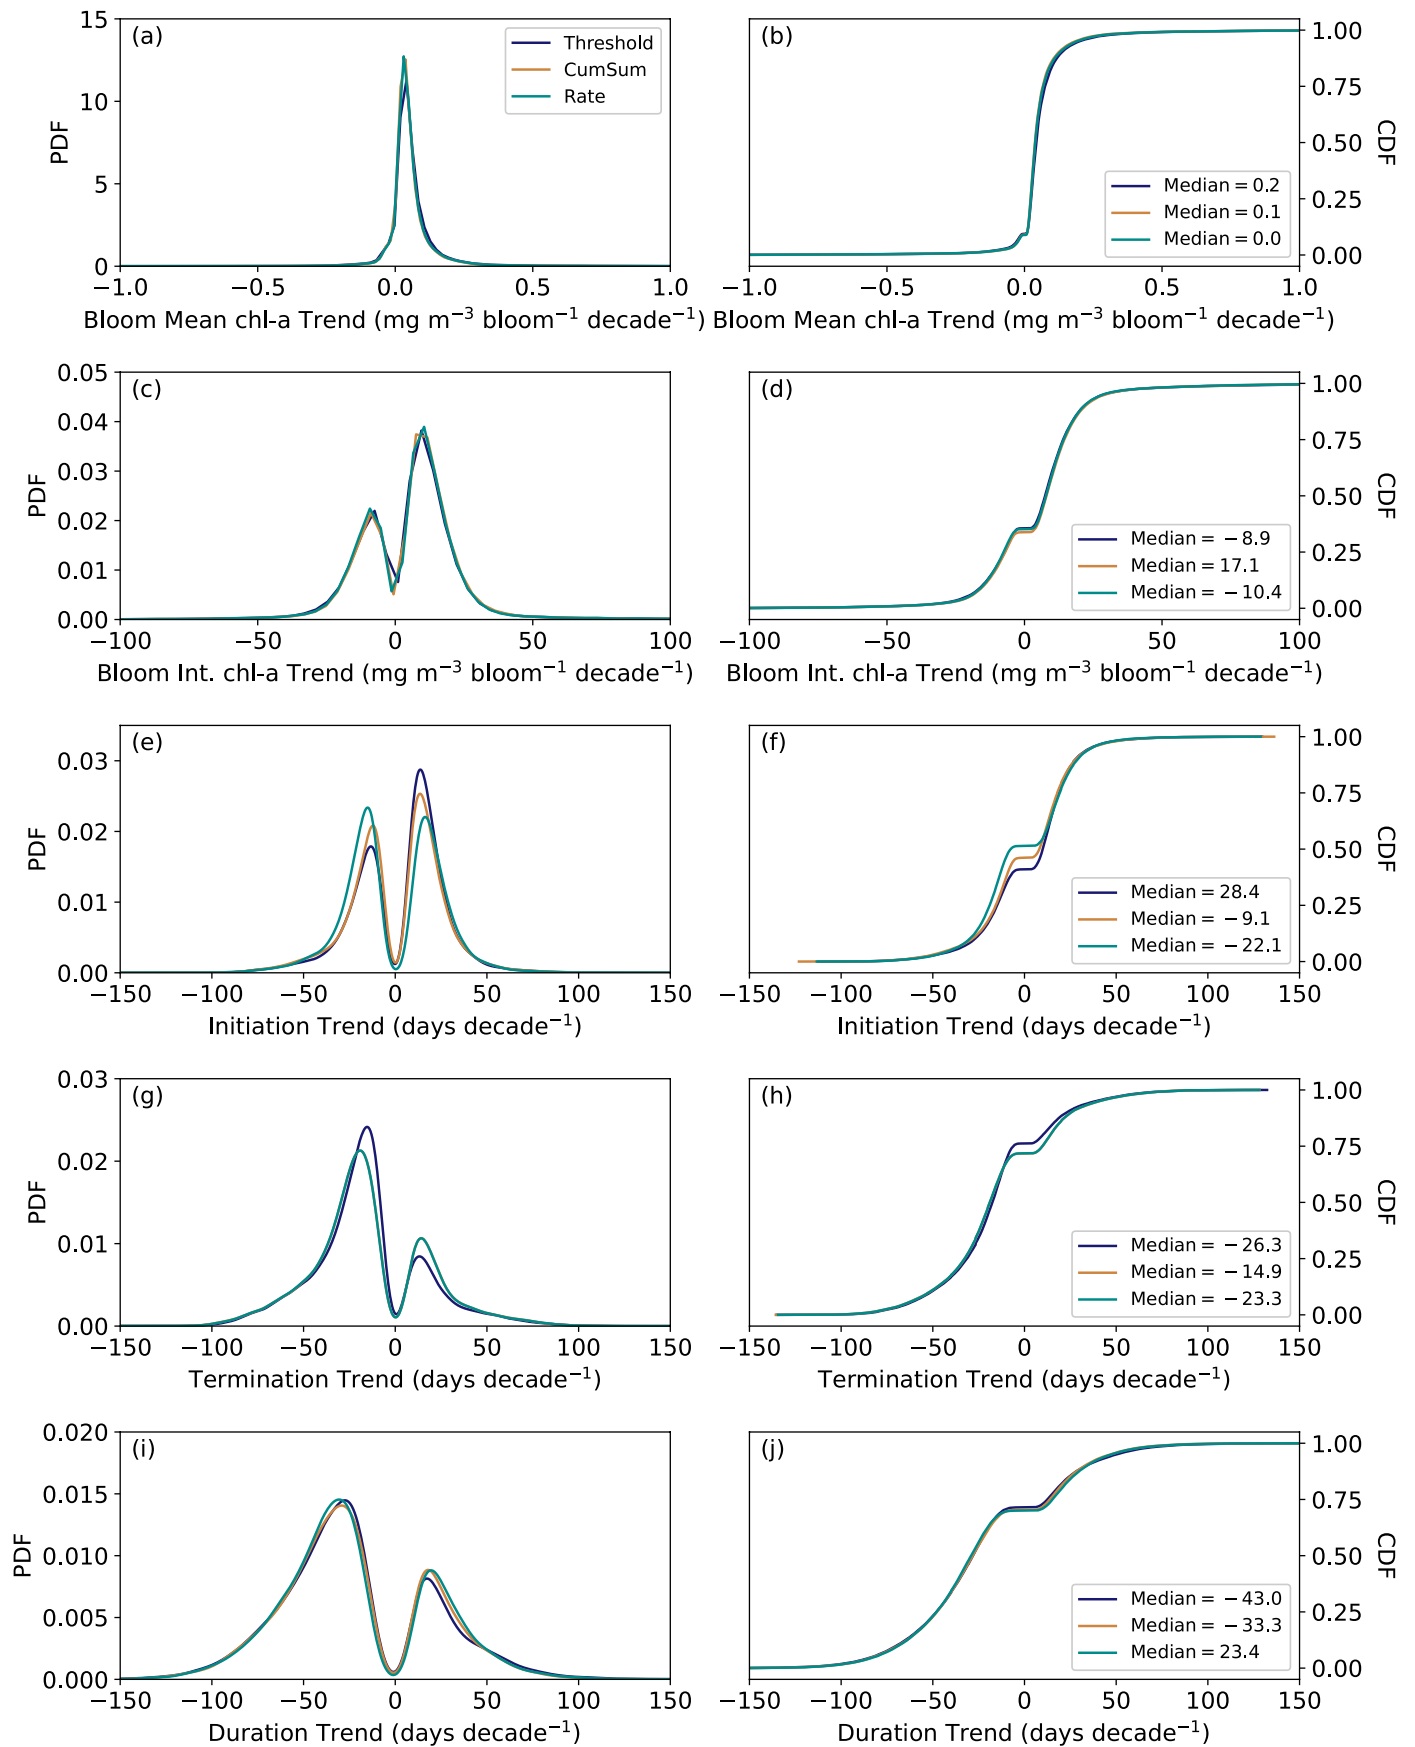 (a)
15
10
5
0
PDF
Threshold
CumSum
Rate
−1.0 −0.5 0.0 0.5 1.0
Bloom Mean chl-a Trend (mg m⁻³ bloom⁻¹ decade⁻¹)
(b)
1.00
0.75
0.50
0.25
0.00
CDF
Median = 0.2
Median = 0.1
Median = 0.0
−1.0 −0.5 0.0 0.5 1.0
Bloom Mean chl-a Trend (mg m⁻³ bloom⁻¹ decade⁻¹)
(c)
0.05
0.04
0.03
0.02
0.01
0.00
PDF
−100 −50 0 50 100
Bloom Int. chl-a Trend (mg m⁻³ bloom⁻¹ decade⁻¹)
(d)
1.00
0.75
0.50
0.25
0.00
CDF
Median = −8.9
Median = 17.1
Median = −10.4
−100 −50 0 50 100
Bloom Int. chl-a Trend (mg m⁻³ bloom⁻¹ decade⁻¹)
(e)
0.03
0.02
0.01
0.00
PDF
−150 −100 −50 0 50 100 150
Initiation Trend (days decade⁻¹)
(f)
1.00
0.75
0.50
0.25
0.00
CDF
Median = 28.4
Median = −9.1
Median = −22.1
−150 −100 −50 0 50 100 150
Initiation Trend (days decade⁻¹)
(g)
0.03
0.02
0.01
0.00
PDF
−150 −100 −50 0 50 100 150
Termination Trend (days decade⁻¹)
(h)
1.00
0.75
0.50
0.25
0.00
CDF
Median = −26.3
Median = −14.9
Median = −23.3
−150 −100 −50 0 50 100 150
Termination Trend (days decade⁻¹)
(i)
0.020
0.015
0.010
0.005
0.000
PDF
−150 −100 −50 0 50 100 150
Duration Trend (days decade⁻¹)
(j)
1.00
0.75
0.50
0.25
0.00
CDF
Median = −43.0
Median = −33.3
Median = 23.4
−150 −100 −50 0 50 100 150
Duration Trend (days decade⁻¹)